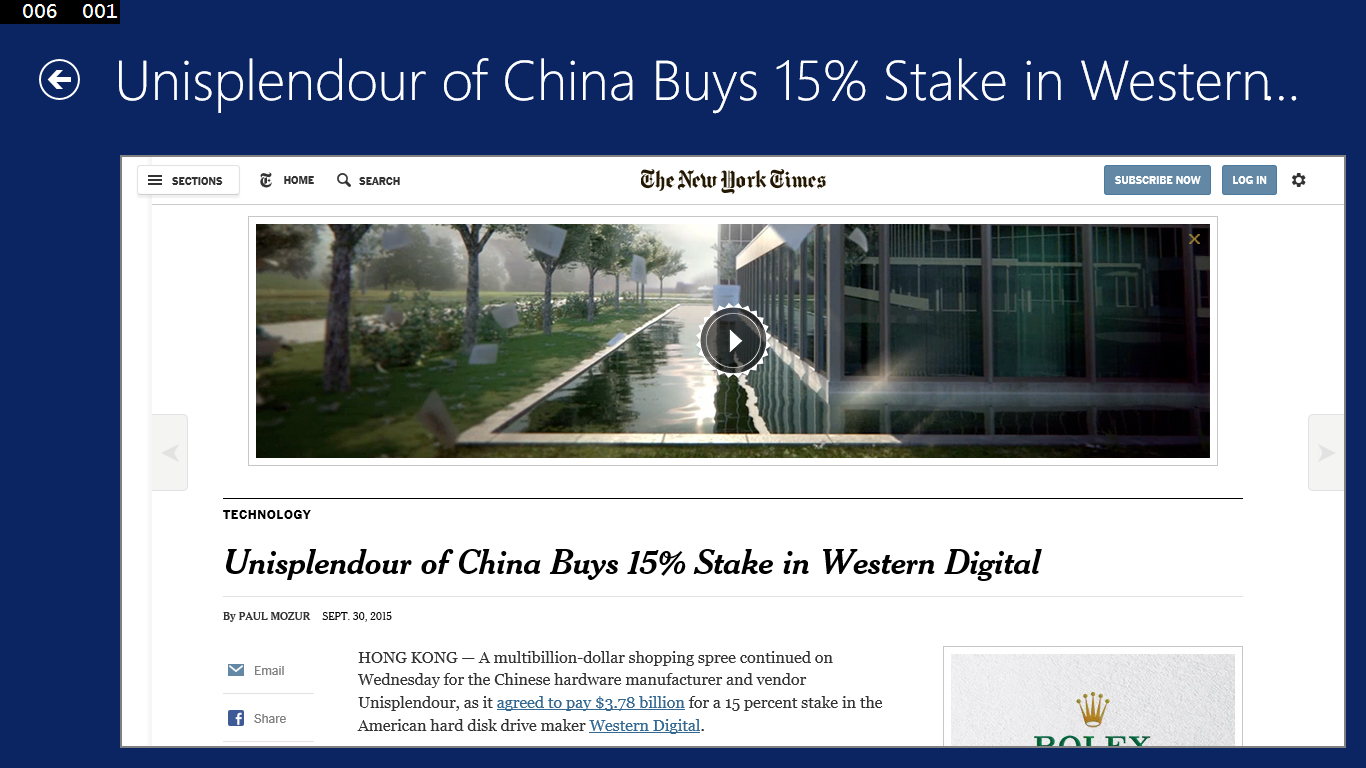 006 001
Unisplendour of China Buys 15% Stake in Western...
SECTIONS
HOME
SEARCH
The New York Times
SUBSCRIBE NOW
LOG IN
TECHNOLOGY
Unisplendour of China Buys 15% Stake in Western Digital
By PAUL MOZUR SEPT. 30, 2015
Email
Share
HONG KONG — A multibillion-dollar shopping spree continued on
Wednesday for the Chinese hardware manufacturer and vendor
Unisplendour, as it agreed to pay $3.78 billion for a 15 percent stake in the
American hard disk drive maker Western Digital.
ROLEX